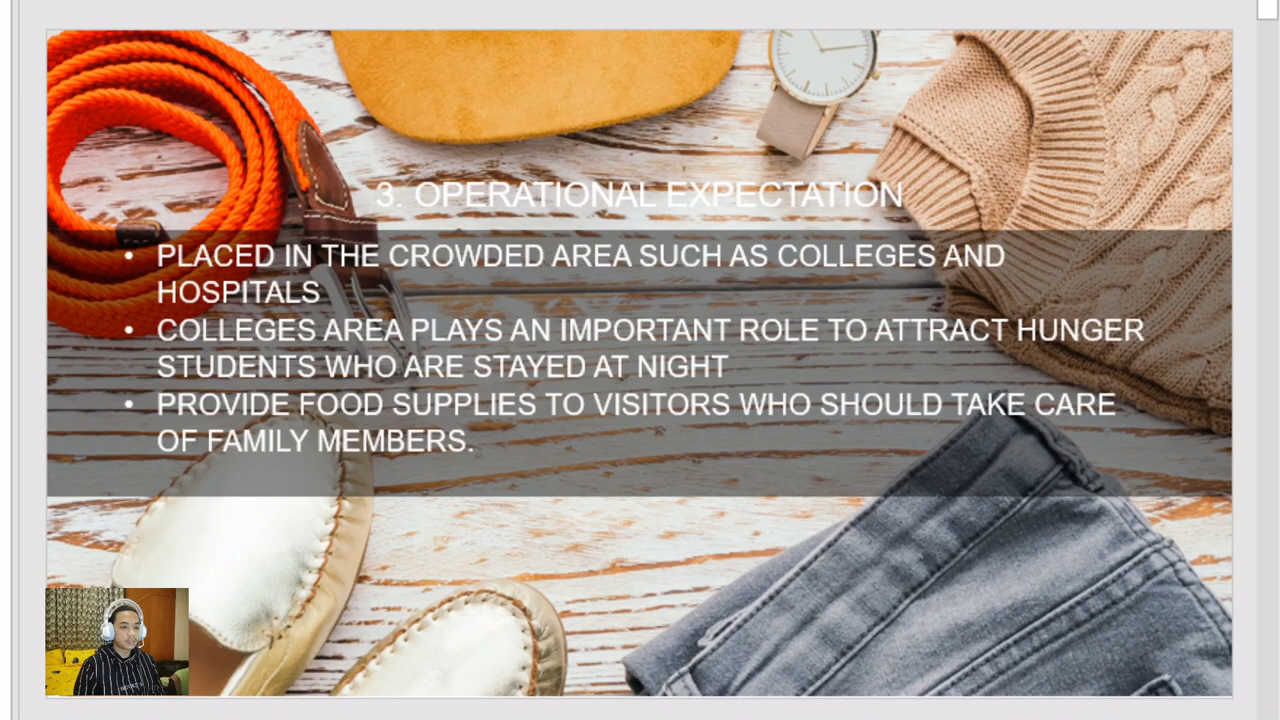 3. OPERATIONAL EXPECTATION
• PLACED IN THE CROWDED AREA SUCH AS COLLEGES AND
HOSPITALS
• COLLEGES AREA PLAYS AN IMPORTANT ROLE TO ATTRACT HUNGER
STUDENTS WHO ARE STAYED AT NIGHT
• PROVIDE FOOD SUPPLIES TO VISITORS WHO SHOULD TAKE CARE
OF FAMILY MEMBERS.